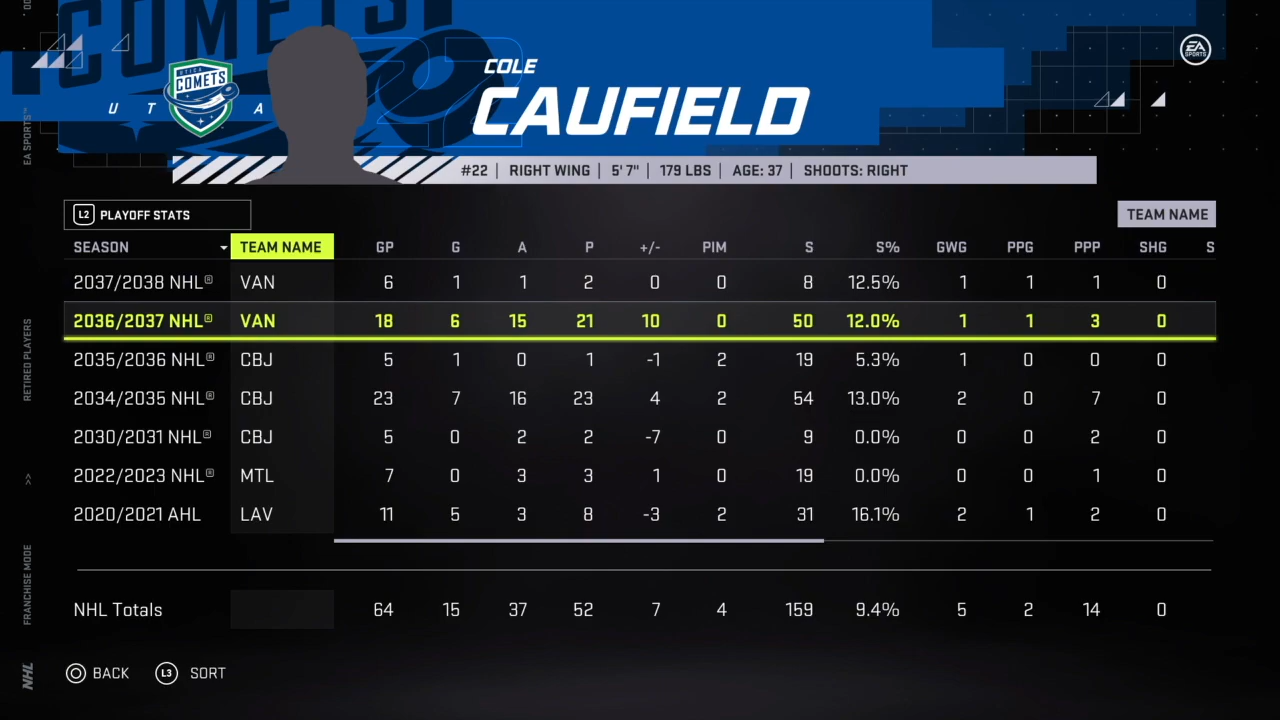 COMETS
UTICA
COMETS
U T A
COLE
CAUFIELD
EA
SPORTS
#22 | RIGHT WING | 5' 7" | 179 LBS | AGE: 37 | SHOOTS: RIGHT
L2 PLAYOFF STATS
TEAM NAME
SEASON TEAM NAME GP G A P +/- PIM S S% GWG PPG PPP SHG S
2037/2038 NHL VAN 6 1 1 2 0 0 8 12.5% 1 1 1 0
2036/2037 NHL VAN 18 6 15 21 10 0 50 12.0% 1 1 3 0
2035/2036 NHL CBJ 5 1 0 1 -1 2 19 5.3% 1 0 0 0
2034/2035 NHL CBJ 23 7 16 23 4 2 54 13.0% 2 0 7 0
2030/2031 NHL CBJ 5 0 2 2 -7 0 9 0.0% 0 0 2 0
2022/2023 NHL MTL 7 0 3 3 1 0 19 0.0% 0 0 1 0
2020/2021 AHL LAV 11 5 3 8 -3 2 31 16.1% 2 1 2 0
NHL Totals 64 15 37 52 7 4 159 9.4% 5 2 14 0
BACK L3 SORT
NHL
FRANCHISE MODE
>>
RETIRED PLAYERS
EA SPORTS™